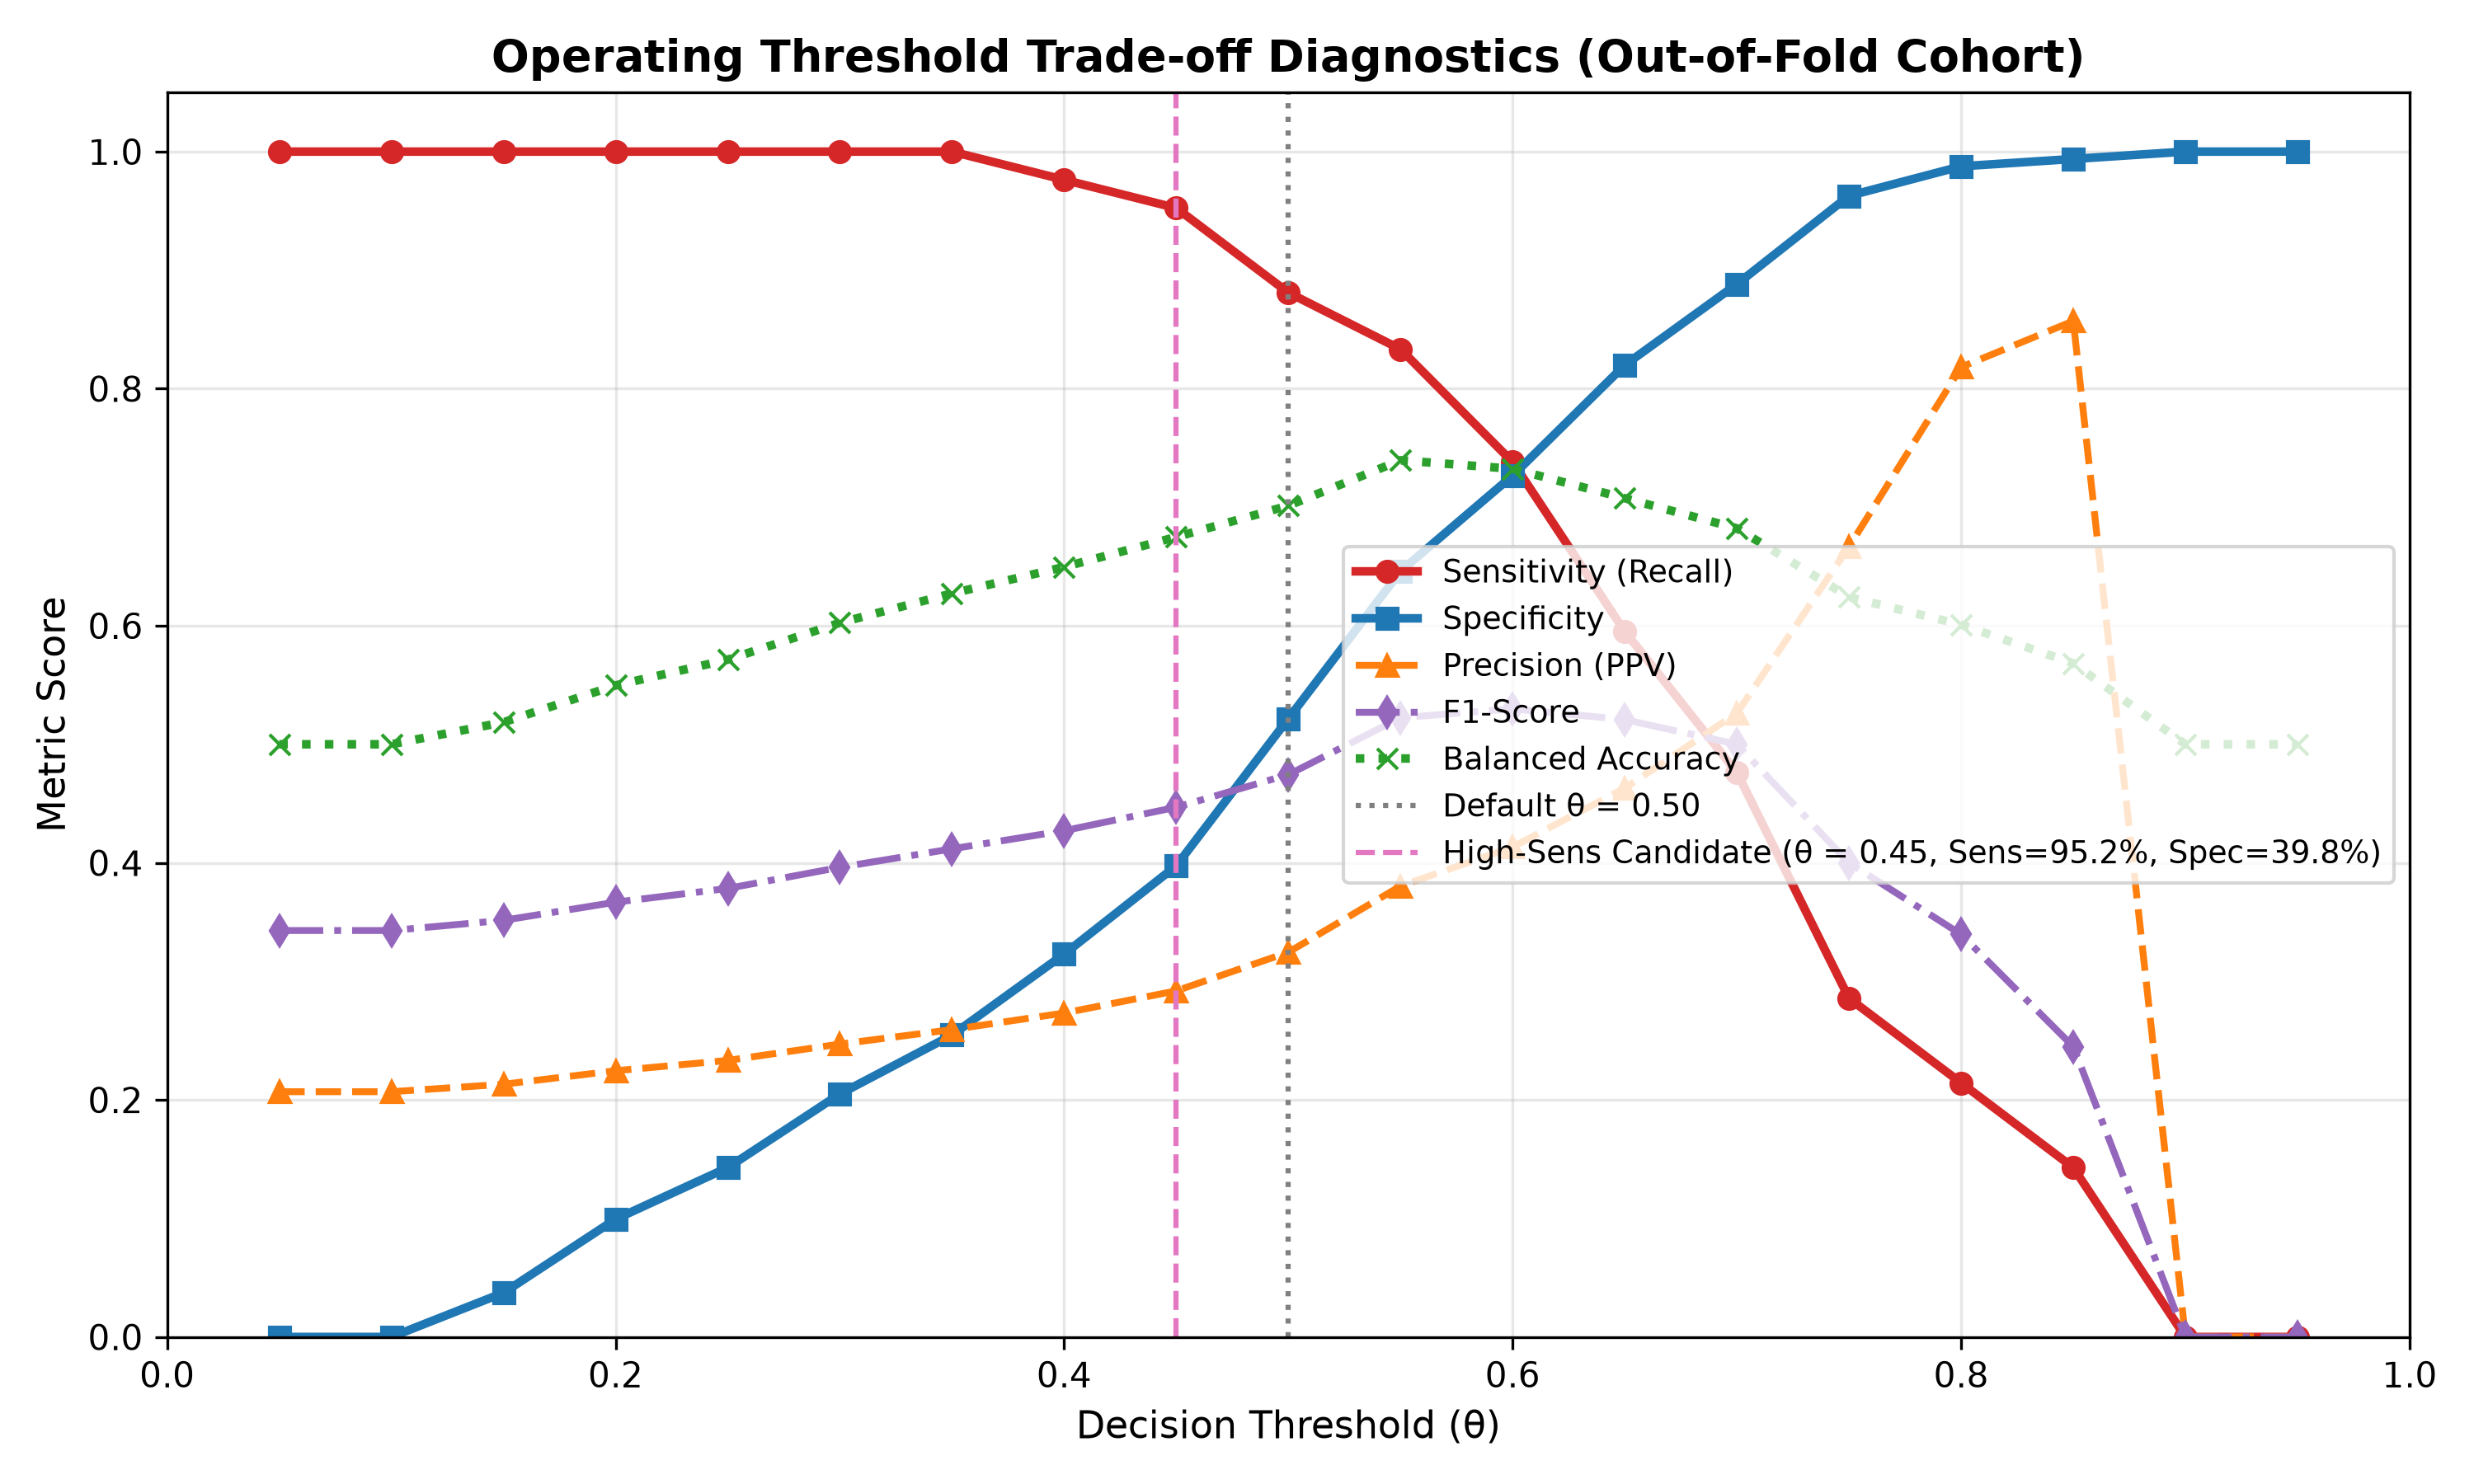 Operating Threshold Trade-off Diagnostics (Out-of-Fold Cohort)
Metric Score
1.0
0.8
0.6
0.4
0.2
0.0
Sensitivity (Recall)
Specificity
Precision (PPV)
F1-Score
Balanced Accuracy
Default θ = 0.50
High-Sens Candidate (θ = 0.45, Sens=95.2%, Spec=39.8%)
0.0 0.2 0.4 0.6 0.8 1.0
Decision Threshold (θ)